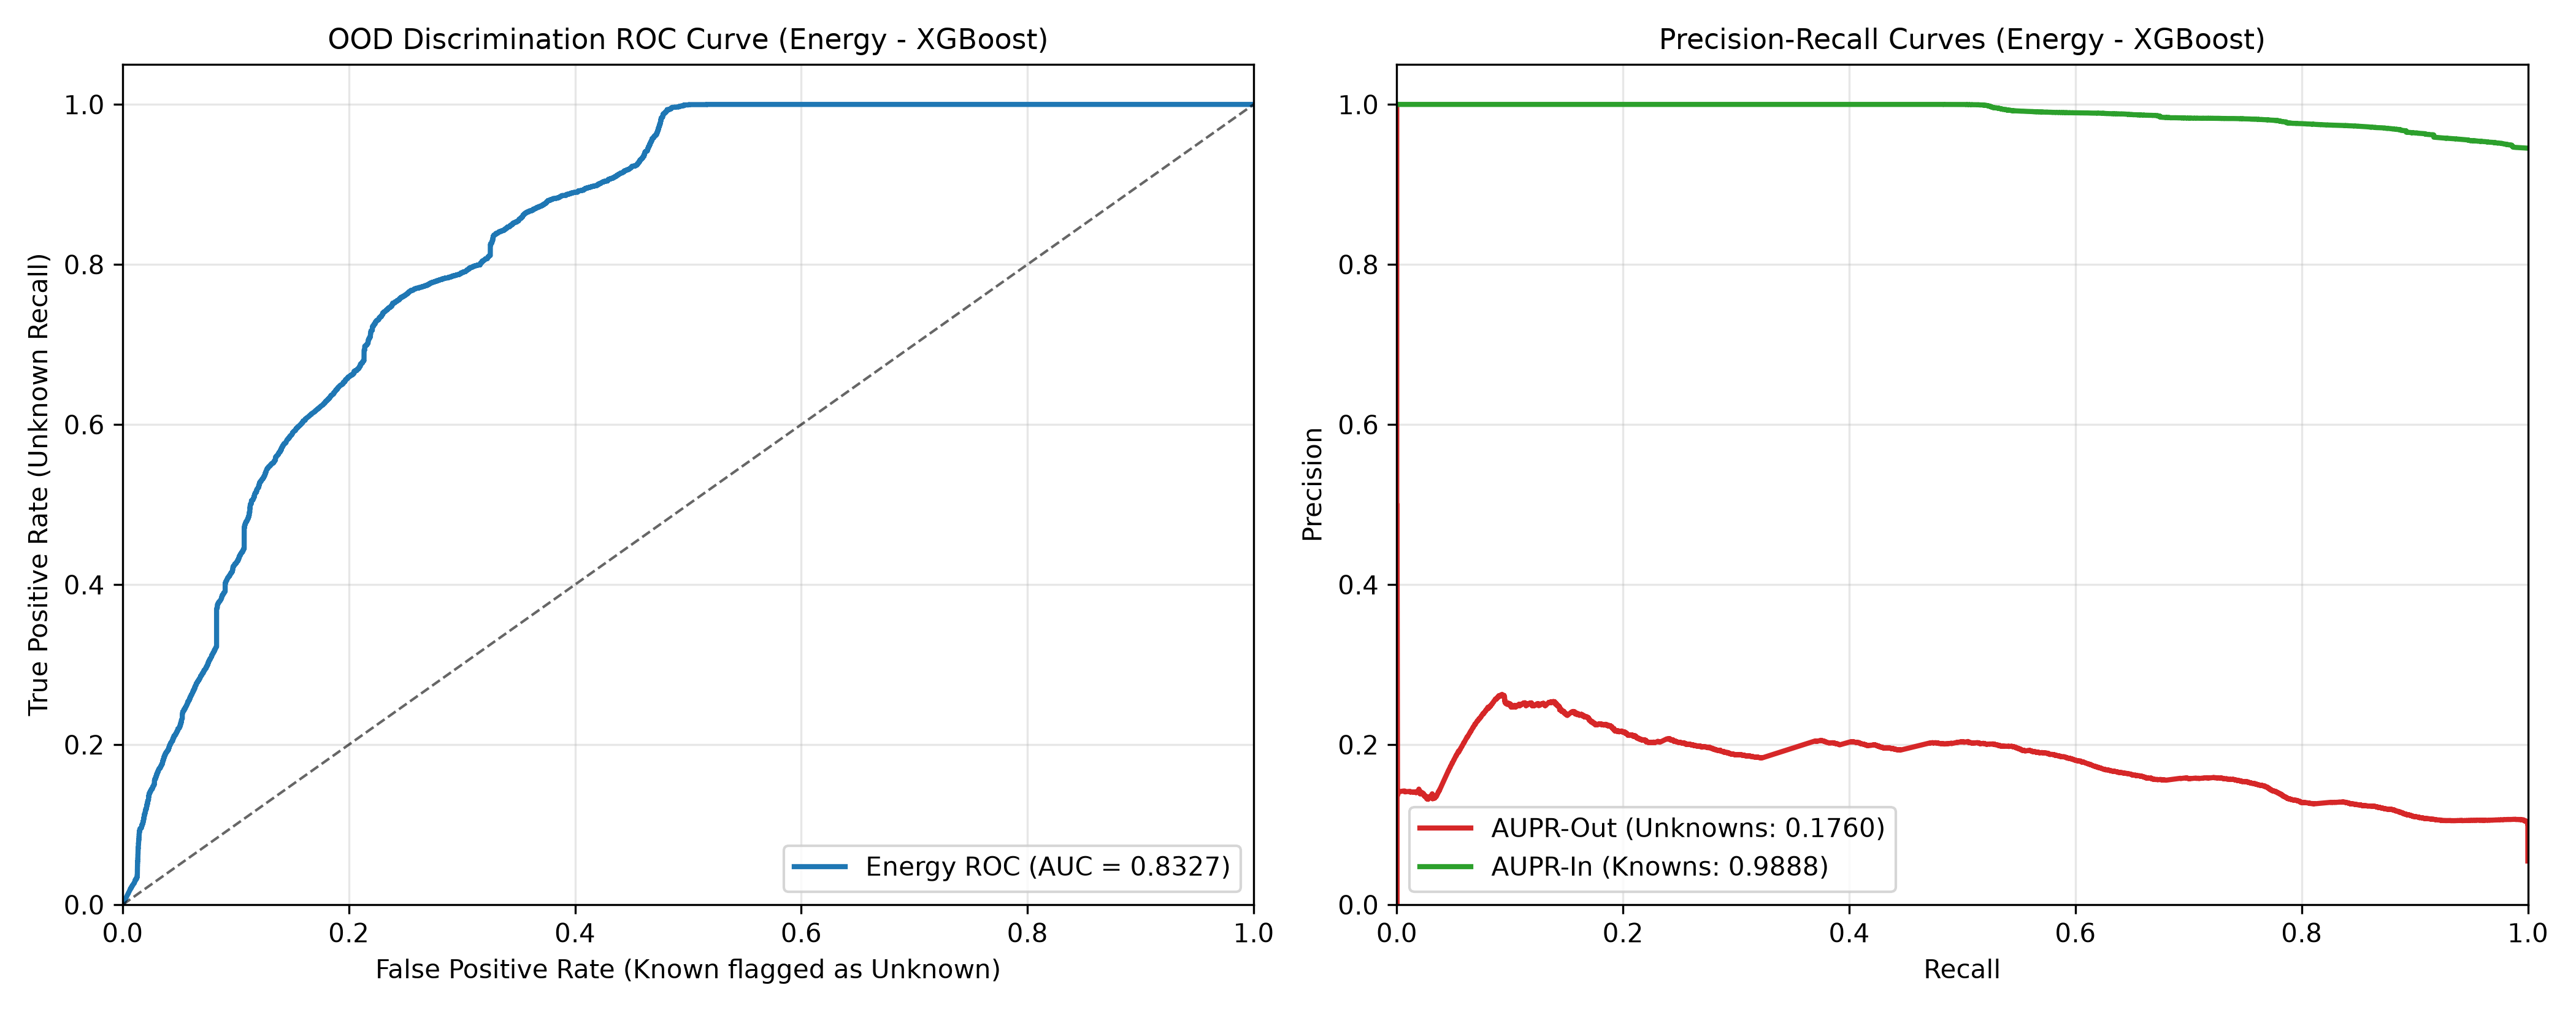 OOD Discrimination ROC Curve (Energy - XGBoost)
True Positive Rate (Unknown Recall)
1.0
0.8
0.6
0.4
0.2
0.0
Energy ROC (AUC = 0.8327)
0.0 0.2 0.4 0.6 0.8 1.0
False Positive Rate (Known flagged as Unknown)
Precision-Recall Curves (Energy - XGBoost)
Precision
1.0
0.8
0.6
0.4
0.2
0.0
AUPR-Out (Unknowns: 0.1760)
AUPR-In (Knowns: 0.9888)
0.0 0.2 0.4 0.6 0.8 1.0
Recall